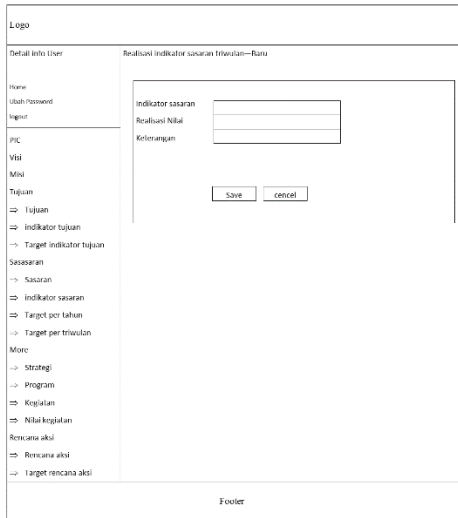 Logo
Detail info User
Realisasi indikator sasaran triwulan—Baru
Home
Ubah Password
logout
indikator sasaran
Realisasi Nilai
Keterangan
Save
cencel
PIC
Visi
Misi
Tujuan
⇒ Tujuan
⇒ indikator tujuan
⇒ Target indikator tujuan
Sasasaran
⇒ Sasaran
⇒ indikator sasaran
⇒ Target per tahun
⇒ Target per triwulan
More
⇒ Strategi
⇒ Program
⇒ Kegiatan
⇒ Nilai kegiatan
Rencana aksi
⇒ Rencana aksi
⇒ Target rencana aksi
Footer